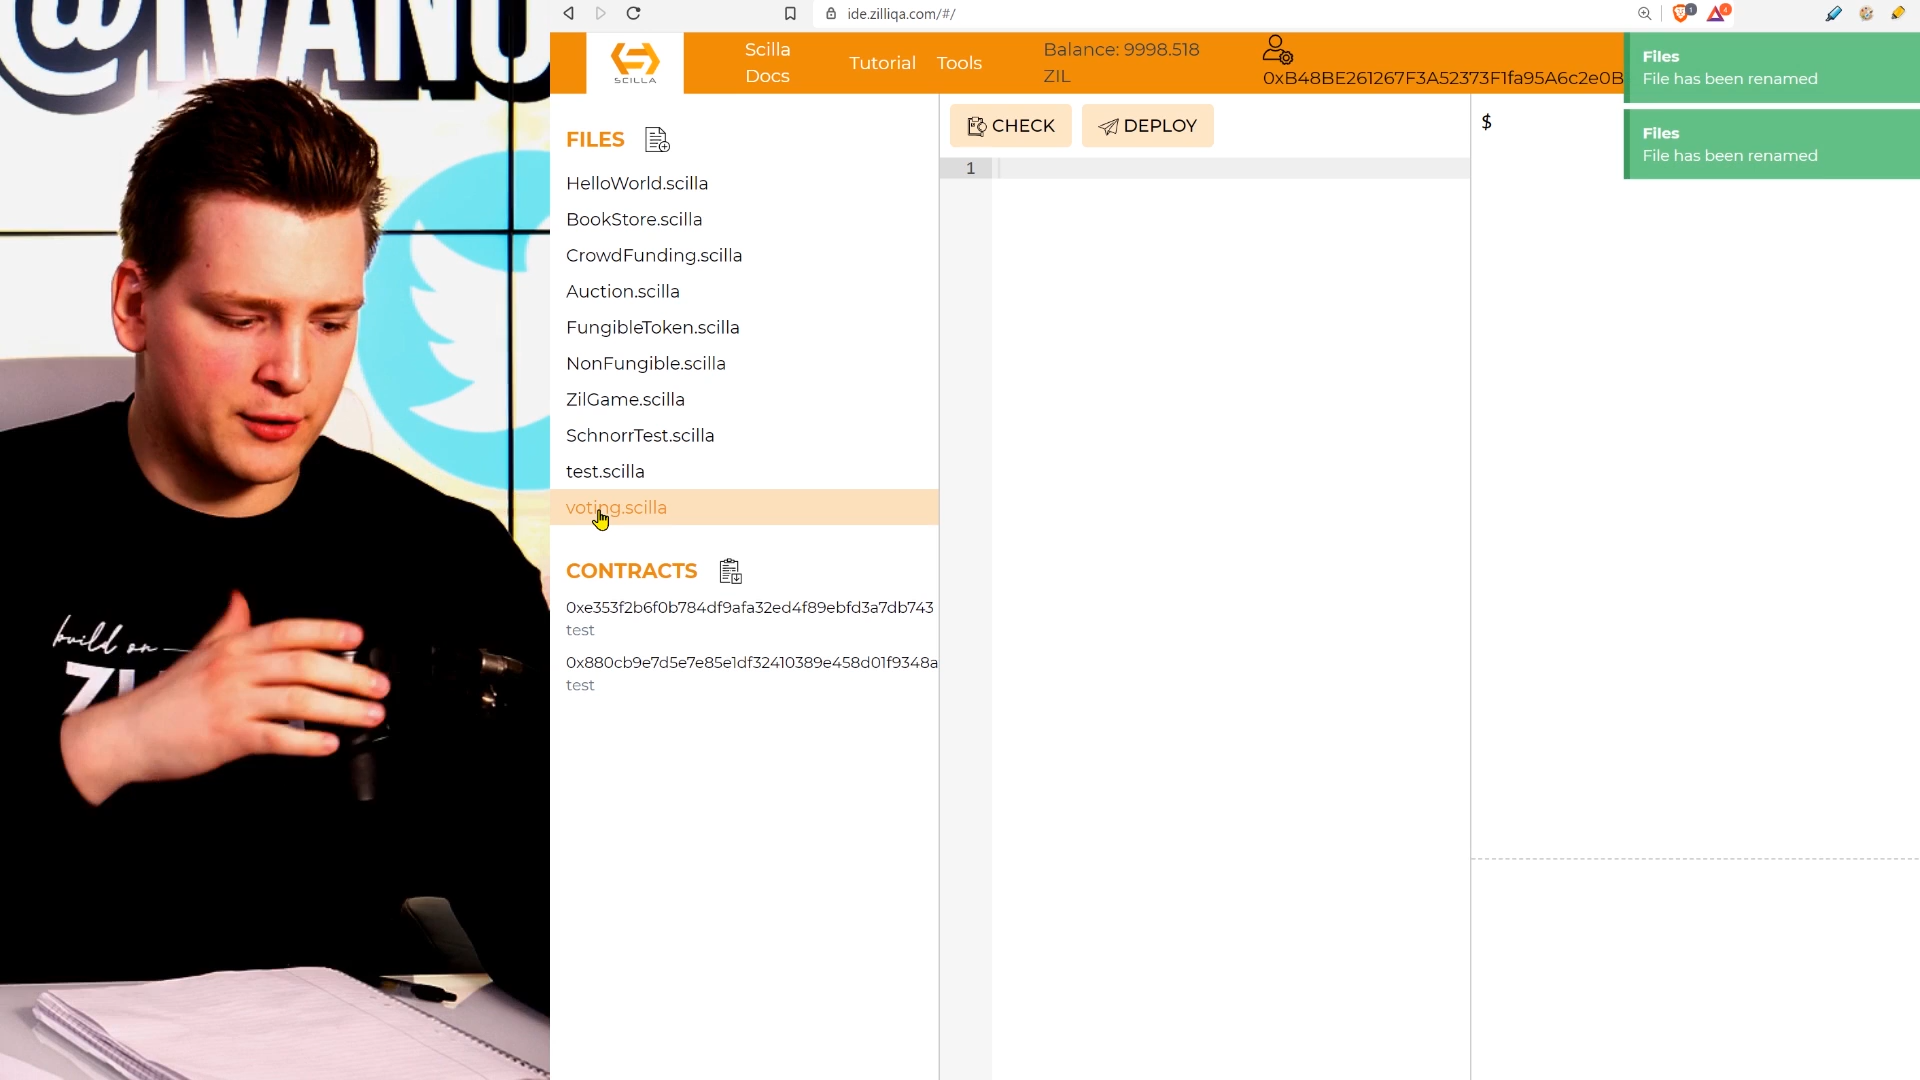 @IVANO
build on
ide.zilliqa.com/#/
1
4
SCILLA
Scilla
Docs
Tutorial
Tools
Balance: 9998.518
ZIL
0xB48BE261267F3A52373F1fa95A6c2e0B
Files
File has been renamed
Files
File has been renamed
FILES
HelloWorld.scilla
BookStore.scilla
CrowdFunding.scilla
Auction.scilla
FungibleToken.scilla
NonFungible.scilla
ZilGame.scilla
SchnorrTest.scilla
test.scilla
voting.scilla
CONTRACTS
0xe353f2b6f0b784df9afa32ed4f89ebfd3a7db743
test
0x880cb9e7d5e7e85e1df32410389e458d01f9348a
test
CHECK
DEPLOY
1
$